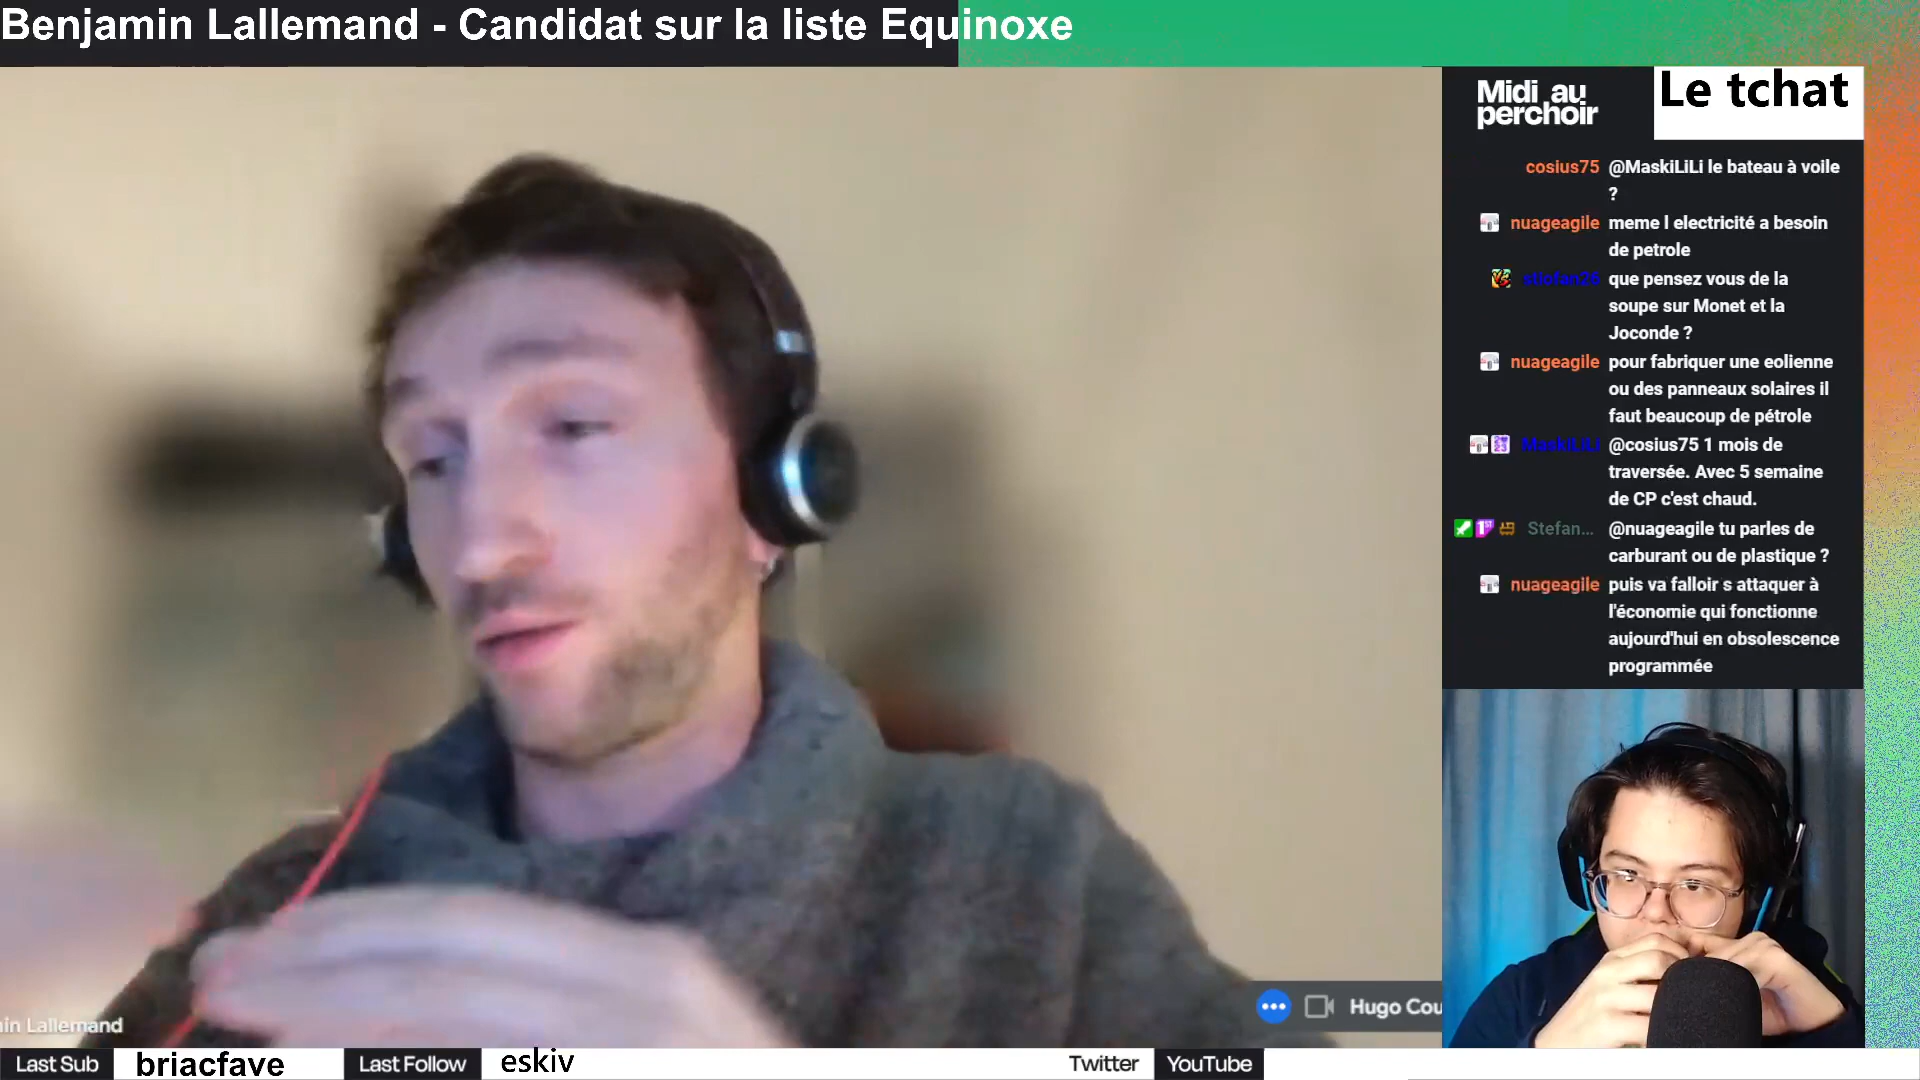 Benjamin Lallemand - Candidat sur la liste Equinoxe
Midi au
perchoir
Le tchat
cosius75 @MaskiLiLi le bateau à voile
?
nuageagile meme l electricité a besoin
de petrole
stiofan26 que pensez vous de la
soupe sur Monet et la
Joconde ?
nuageagile pour fabriquer une eolienne
ou des panneaux solaires il
faut beaucoup de pétrole
MaskiLiLi @cosius75 1 mois de
traversée. Avec 5 semaine
de CP c'est chaud.
Stefan... @nuageagile tu parles de
carburant ou de plastique ?
nuageagile puis va falloir s attaquer à
l'économie qui fonctionne
aujourd'hui en obsolescence
programmée
in Lallemand
Hugo Cou
Last Sub briacfave Last Follow eskiv Twitter YouTube